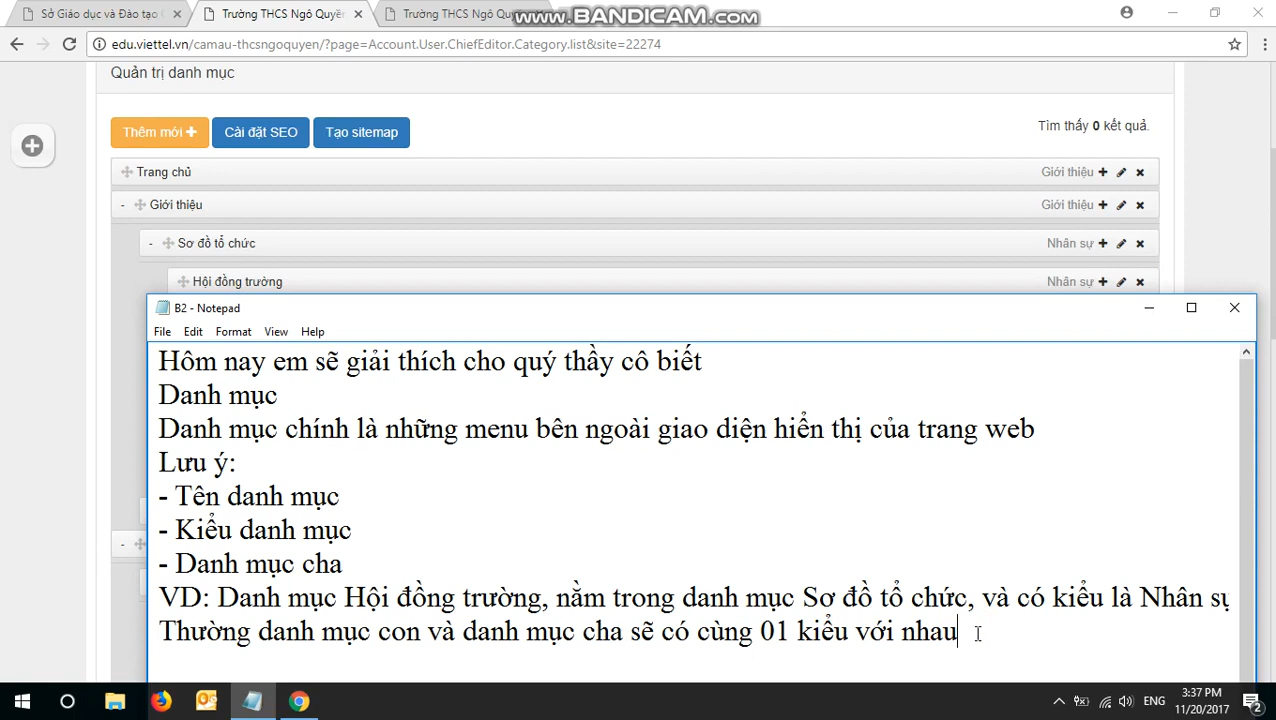 Sở Giáo dục và Đào tạo
Trường THCS Ngô Quyền
Trường THCS Ngô Quy
www.BANDICAM.com
edu.viettel.vn/camau-thcsngoquyen/?page=Account.User.ChiefEditor.Category.list&site=22274
Quản trị danh mục
Thêm mới
Cài đặt SEO
Tạo sitemap
Tìm thấy 0 kết quả.
Trang chủ
Giới thiệu
- Giới thiệu
Giới thiệu
- Sơ đồ tổ chức
Nhân sự
Hội đồng trường
Nhân sự
B2 - Notepad
File Edit Format View Help
Hôm nay em sẽ giải thích cho quý thầy cô biết
Danh mục
Danh mục chính là những menu bên ngoài giao diện hiển thị của trang web
Lưu ý:
- Tên danh mục
- Kiểu danh mục
- Danh mục cha
VD: Danh mục Hội đồng trường, nằm trong danh mục Sơ đồ tổ chức, và có kiểu là Nhân sự
Thường danh mục con và danh mục cha sẽ có cùng 01 kiểu với nhau
ENG
3:37 PM
11/20/2017
2